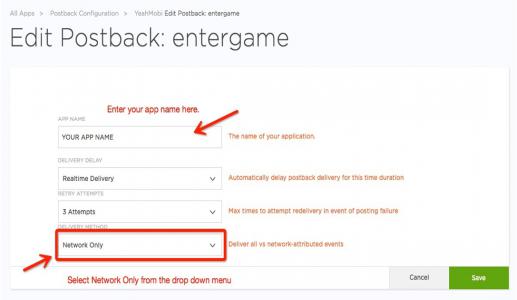 All Apps > Postback Configuration > YeahMobi Edit Postback: entergame
Edit Postback: entergame
Enter your app name here.
APP NAME
YOUR APP NAME
The name of your application.
DELIVERY DELAY
Realtime Delivery
Automatically delay postback delivery for this time duration
RETRY ATTEMPTS
3 Attempts
Max times to attempt redelivery in event of posting failure
DELIVERY METHOD
Network Only
Deliver all vs network-attributed events
Select Network Only from the drop down menu
Cancel
Save